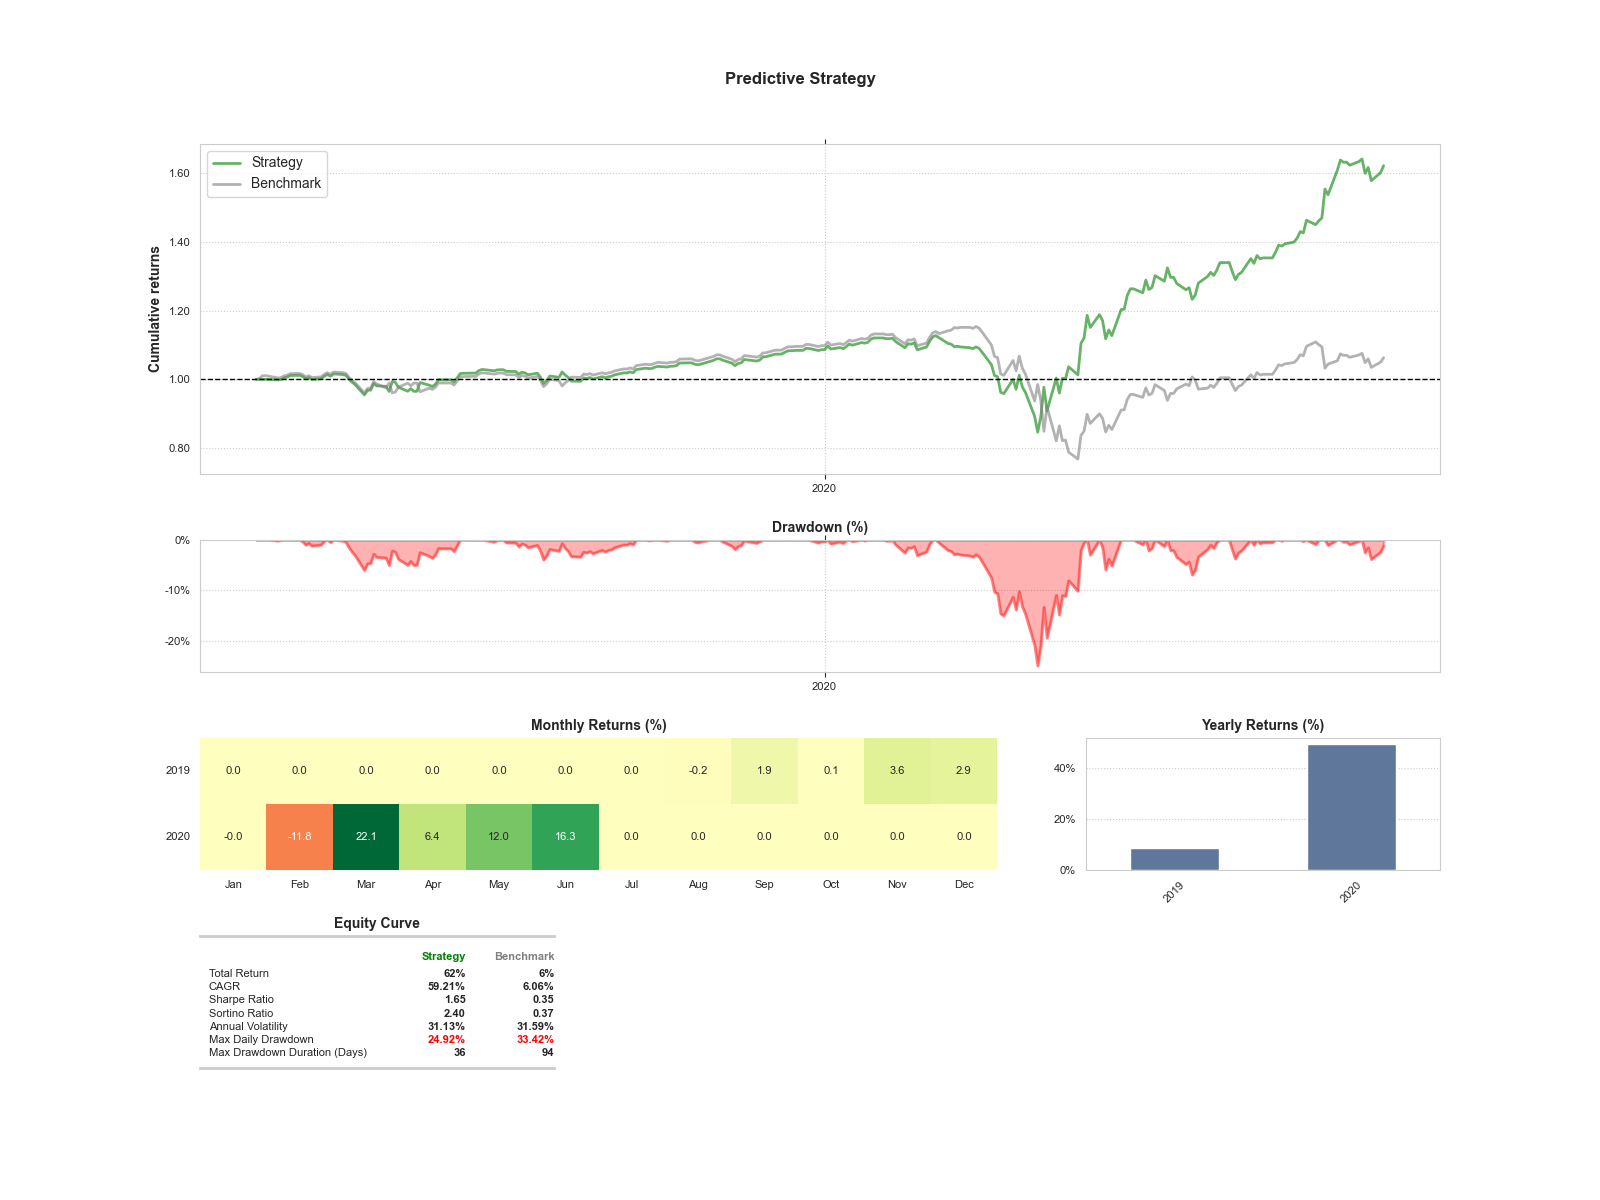 Predictive Strategy
Strategy
Benchmark
Cumulative returns
1.60
1.40
1.20
1.00
0.80
2020
Drawdown (%)
0%
-10%
-20%
2020
Monthly Returns (%)
2019 0.0 0.0 0.0 0.0 0.0 0.0 0.0 -0.2 1.9 0.1 3.6 2.9
2020 -0.0 -11.8 22.1 6.4 12.0 16.3 0.0 0.0 0.0 0.0 0.0 0.0
Jan Feb Mar Apr May Jun Jul Aug Sep Oct Nov Dec
Yearly Returns (%)
40%
20%
0%
2019 2020
Equity Curve
Strategy Benchmark
Total Return 62% 6%
CAGR 59.21% 6.06%
Sharpe Ratio 1.65 0.35
Sortino Ratio 2.40 0.37
Annual Volatility 31.13% 31.59%
Max Daily Drawdown 24.92% 33.42%
Max Drawdown Duration (Days) 36 94